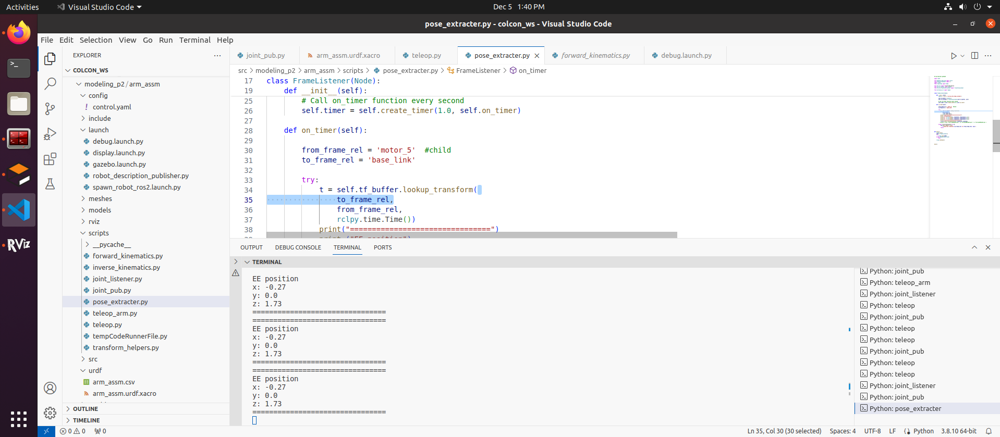 Activities
Visual Studio Code
Dec 5 1:40 PM
pose_extracter.py - colcon_ws - Visual Studio Code
File Edit Selection View Go Run Terminal Help
EXPLORER
COLCON_WS
modeling_p2/arm_assm
config
! control.yaml
include
launch
debug.launch.py
display.launch.py
gazebo.launch.py
robot_description_publisher.py
spawn_robot_ros2.launch.py
meshes
models
rviz
scripts
__pycache__
forward_kinematics.py
inverse_kinematics.py
joint_listener.py
joint_pub.py
pose_extracter.py
teleop_arm.py
teleop.py
tempCodeRunnerFile.py
transform_helpers.py
src
urdf
arm_assm.csv
arm_assm.urdf.xacro
OUTLINE
TIMELINE
RViz
joint_pub.py arm_assm.urdf.xacro teleop.py pose_extracter.py forward_kinematics.py debug.launch.py
src > modeling_p2 > arm_assm > scripts > pose_extracter.py > FrameListener > on_timer
17 class FrameListener(Node):
19 def __init__(self):
25 # Call on_timer function every second
26 self.timer = self.create_timer(1.0, self.on_timer)
27
28 def on_timer(self):
29
30 from_frame_rel = 'motor_5' #child
31 to_frame_rel = 'base_link'
32
33 try:
34 t = self.tf_buffer.lookup_transform(
35 to_frame_rel,
36 from_frame_rel,
37 rclpy.time.Time())
38 print("================================")
39 print ("EE position")
OUTPUT DEBUG CONSOLE TERMINAL PORTS
TERMINAL
EE position
x: -0.27
y: 0.0
z: 1.73
================================
================================
EE position
x: -0.27
y: 0.0
z: 1.73
================================
================================
EE position
x: -0.27
y: 0.0
z: 1.73
================================
Python: joint_pub
Python: teleop_arm
Python: joint_listener
Python: teleop
Python: joint_pub
Python: teleop
Python: teleop
Python: joint_pub
Python: teleop
Python: teleop
Python: joint_listener
Python: joint_pub
Python: pose_extracter
0 0 0
Ln 35, Col 30 (30 selected) Spaces: 4 UTF-8 LF Python 3.8.10 64-bit